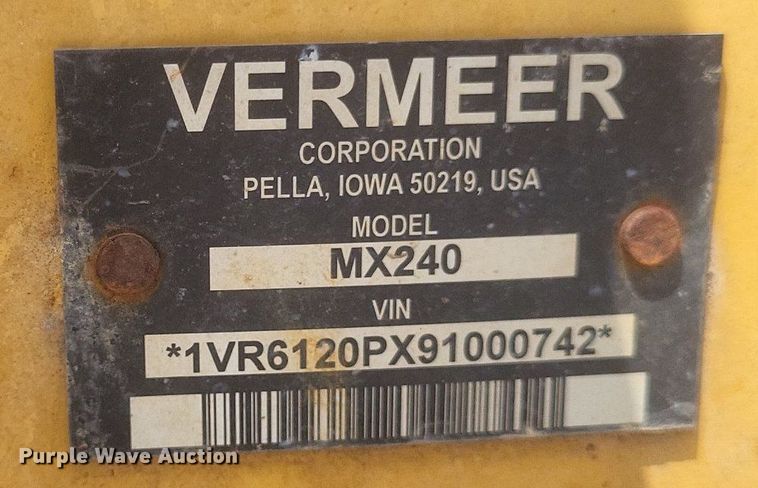 VERMEER
CORPORATION
PELLA, IOWA 50219, USA
MODEL
MX240
VIN
*1VR6120PX91000742*
Purple Wave Auction